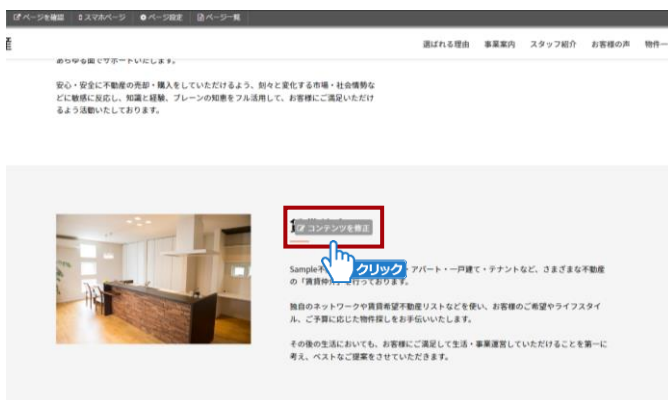 ページを確認 スマホページ ページ設定 ページ一覧
選ばれる理由 事業案内 スタッフ紹介 お客様の声 物件一
あらゆる面でサポートいたします。
安心・安全に不動産の売却・購入をしていただけるよう、刻々と変化する市場・社会情勢な
どに敏感に反応し、知識と経験、ブレーンの知恵をフル活用して、お客様にご満足いただけ
るよう活動いたしております。
コンテンツを修正
クリック
Sample不 ・アパート・一戸建て・テナントなど、さまざまな不動産
の「賃貸仲介」を行っております。
独自のネットワークや賃貸希望不動産リストなどを使い、お客様のご希望やライフスタイ
ル、ご予算に応じた物件探しをお手伝いいたします。
その後の生活においても、お客様にご満足して生活・事業運営していただけることを第一に
考え、ベストなご提案をさせていただきます。